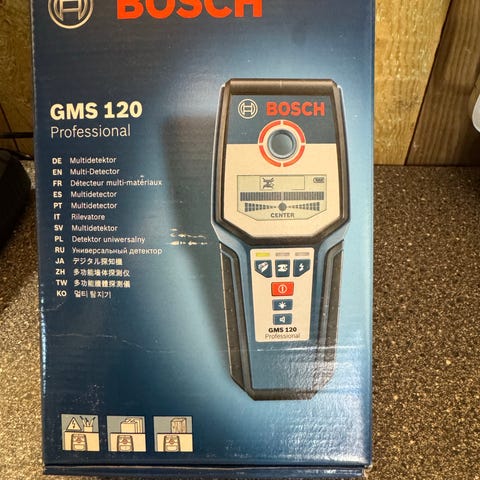 BOSCH
GMS 120
Professional
DE Multidetektor
EN Multi-Detector
FR Détecteur multi-matériaux
ES Multidetector
PT Multidetector
IT Rilevatore
SV Multidetektor
PL Detektor uniwersalny
RU Универсальный детектор
JA デジタル探知機
ZH 多功能墙体探测仪
TW 多功能牆體探測儀
KO 멀티 탐지기
BOSCH
CENTER
GMS 120
Professional